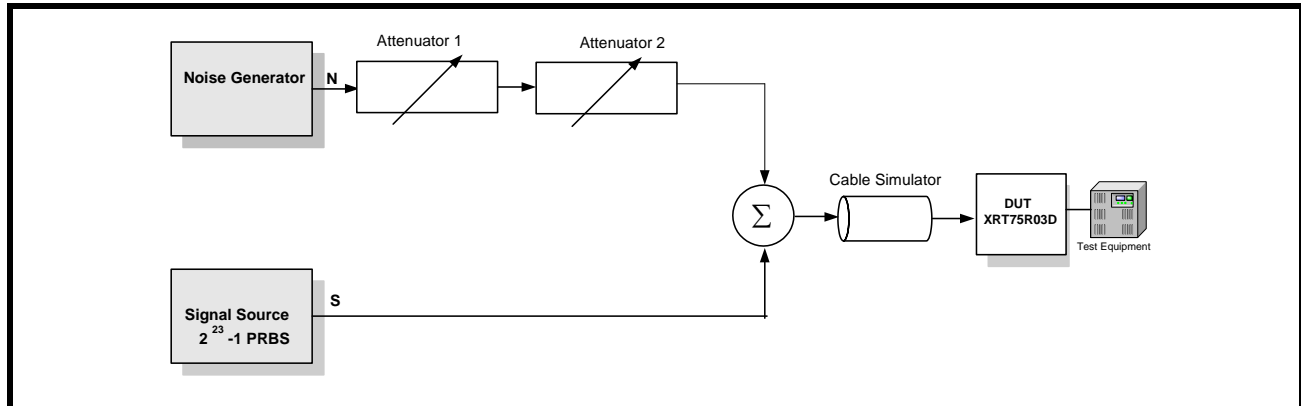 Attenuator 1
Attenuator 2
Noise Generator
N
Cable Simulator
Σ
DUT
XRT75R03D
Test Equipment
S
Signal Source
2 23 -1 PRBS